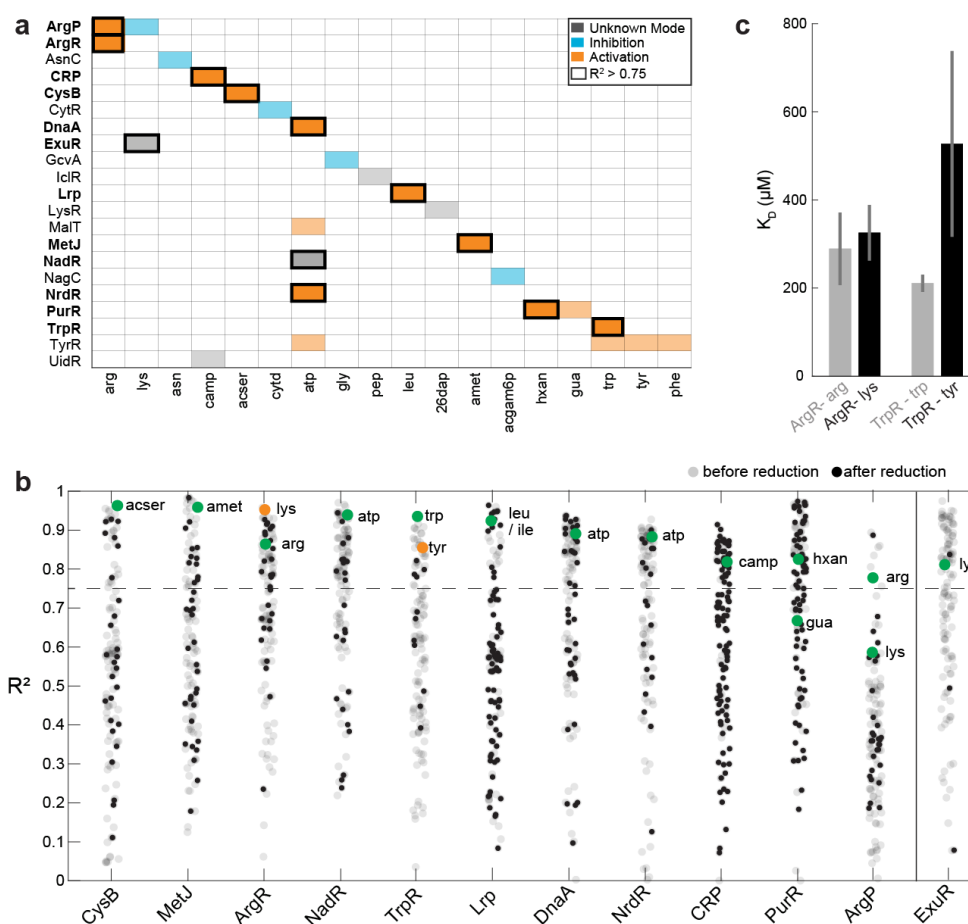 a
ArgP
ArgR
AsnC
CRP
CysB
CytR
DnaA
ExuR
GcvA
IclR
Lrp
LysR
MalT
MetJ
NadR
NagC
NrdR
PurR
TrpR
TyrR
UidR
Unknown Mode
Inhibition
Activation
R² > 0.75
arg
lys
asn
camp
acser
cytd
atp
gly
pep
leu
26dap
amet
acgam6p
hxan
gua
trp
tyr
phe
c
800
600
400
200
0
K_D (µM)
ArgR- arg
ArgR- lys
TrpR - trp
TrpR - tyr
b
before reduction
after reduction
1
0.9
0.8
0.7
0.6
0.5
0.4
0.3
0.2
0.1
0
R²
acser
amet
lys
arg
atp
trp
tyr
leu
/ ile
atp
atp
camp
hxan
gua
arg
lys
CysB
MetJ
ArgR
NadR
TrpR
Lrp
DnaA
NrdR
CRP
PurR
ArgP
ExuR